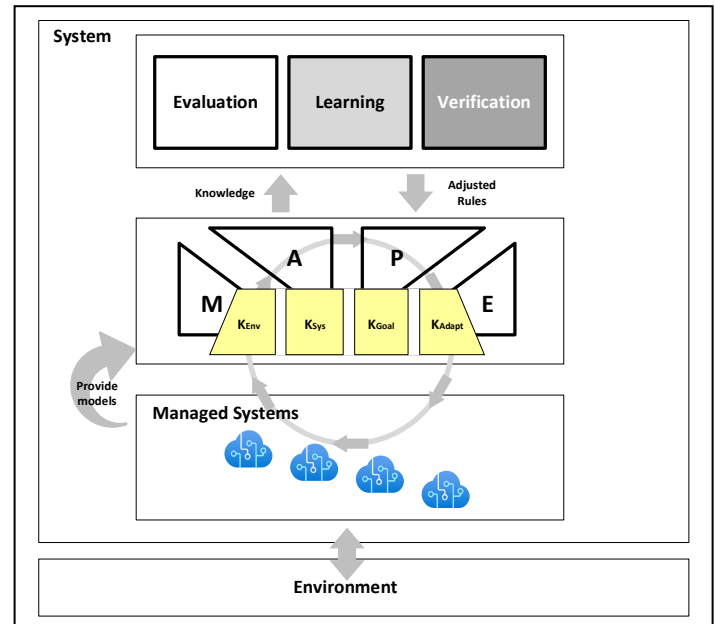 System
Evaluation
Learning
Verification
Knowledge
Adjusted
Rules
A
P
M
E
KEnv
KSys
KGoal
KAdapt
Provide
models
Managed Systems
Environment